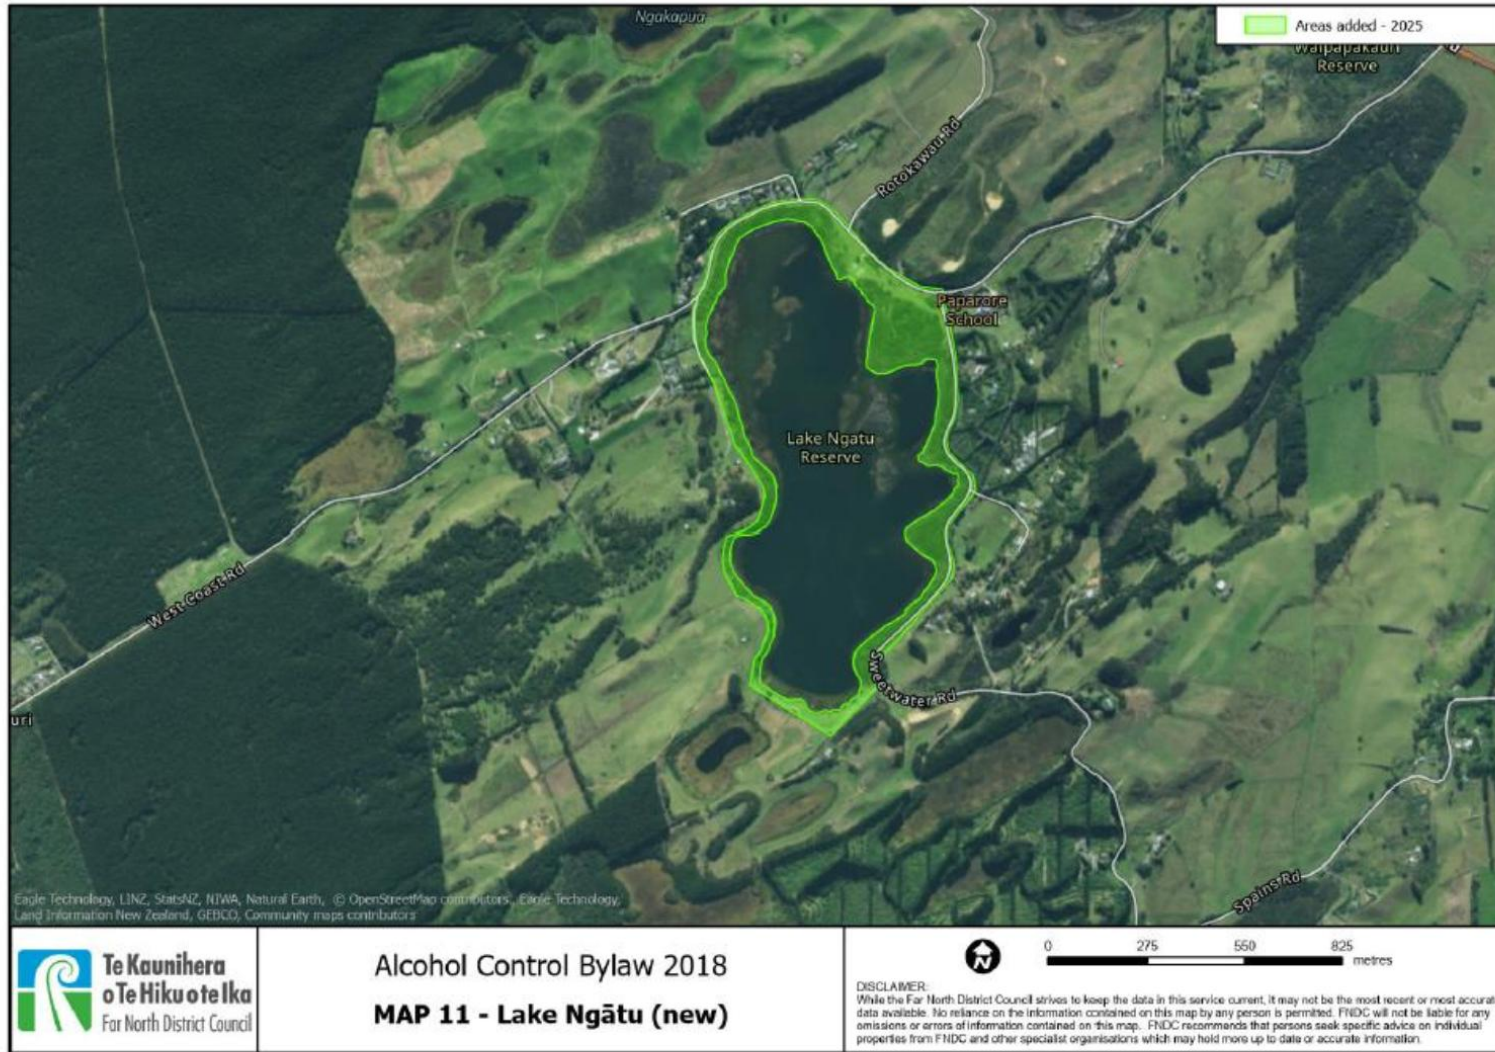 Ngakapua
Areas added - 2025
Waipapakauri
Reserve
Rotokawau Rd
Paparore
School
Lake Ngatu
Reserve
West Coast Rd
uri
Sweetwater Rd
Spains Rd
Eagle Technology, LINZ, StatsNZ, NIWA, Natural Earth, © OpenStreetMap contributors., Eagle Technology,
Land Information New Zealand, GEBCO, Community maps contributors
Te Kaunihera
o Te Hiku o te Ika
Far North District Council
Alcohol Control Bylaw 2018
MAP 11 - Lake Ngātu (new)
N
0 275 550 825
metres
DISCLAIMER:
While the Far North District Council strives to keep the data in this service current, it may not be the most recent or most accurat
data available. No reliance on the information contained on this map by any person is permitted. FNDC will not be liable for any
omissions or errors of information contained on this map. FNDC recommends that persons seek specific advice on individual
properties from FNDC and other specialist organisations which may hold more up to date or accurate information.